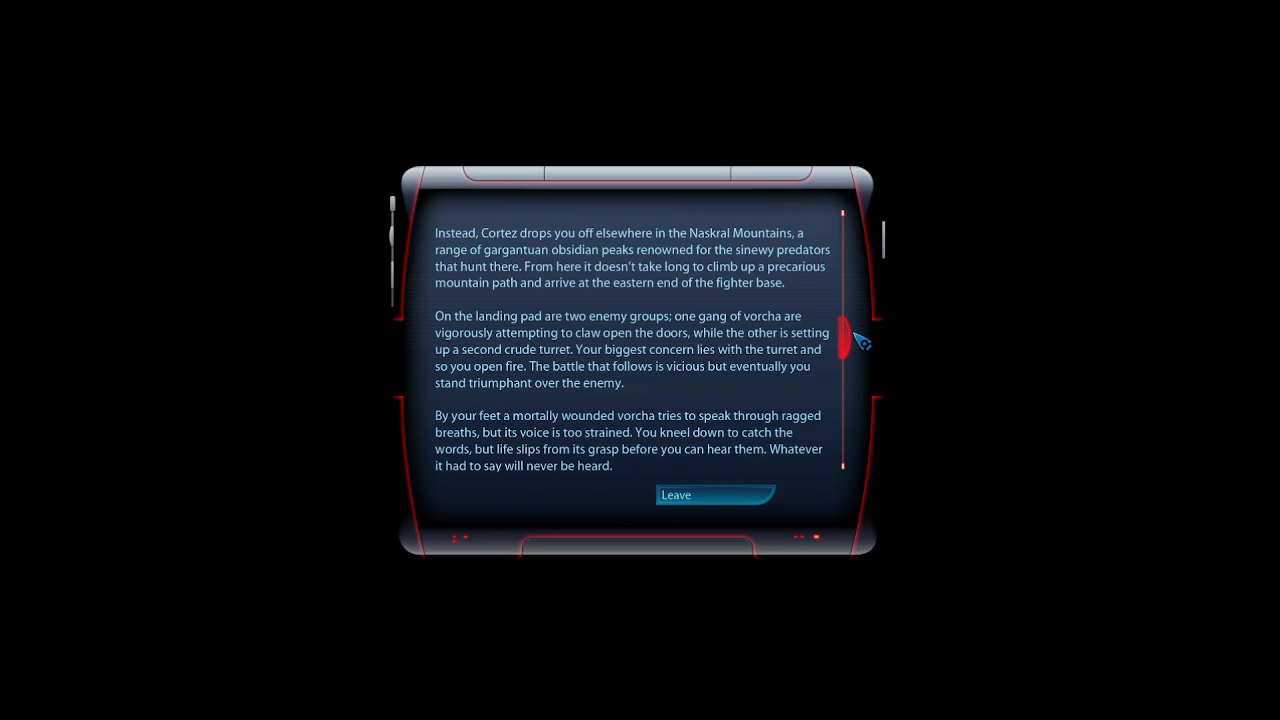 Instead, Cortez drops you off elsewhere in the Naskral Mountains, a
range of gargantuan obsidian peaks renowned for the sinewy predators
that hunt there. From here it doesn't take long to climb up a precarious
mountain path and arrive at the eastern end of the fighter base.
On the landing pad are two enemy groups; one gang of vorcha are
vigorously attempting to claw open the doors, while the other is setting
up a second crude turret. Your biggest concern lies with the turret and
so you open fire. The battle that follows is vicious but eventually you
stand triumphant over the enemy.
By your feet a mortally wounded vorcha tries to speak through ragged
breaths, but its voice is too strained. You kneel down to catch the
words, but life slips from its grasp before you can hear them. Whatever
it had to say will never be heard.
Leave